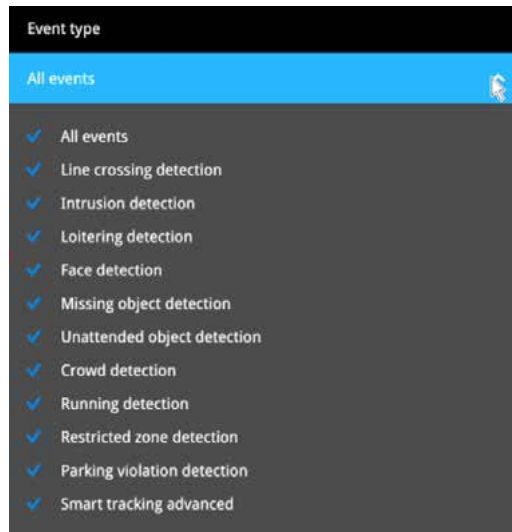 Event type
All events
All events
Line crossing detection
Intrusion detection
Loitering detection
Face detection
Missing object detection
Unattended object detection
Crowd detection
Running detection
Restricted zone detection
Parking violation detection
Smart tracking advanced